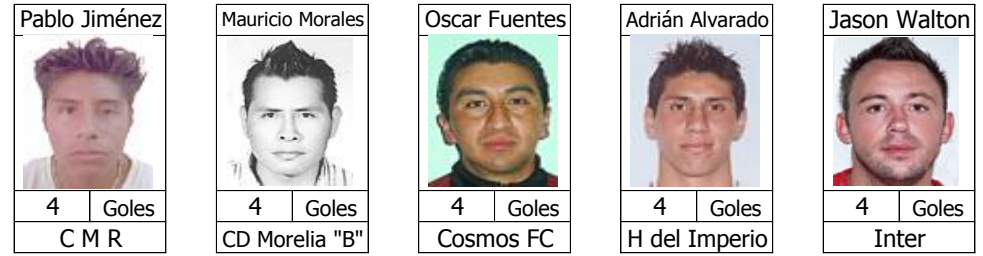 Pablo Jiménez
4 Goles
C M R
Mauricio Morales
4 Goles
CD Morelia "B"
Oscar Fuentes
4 Goles
Cosmos FC
Adrián Alvarado
4 Goles
H del Imperio
Jason Walton
4 Goles
Inter